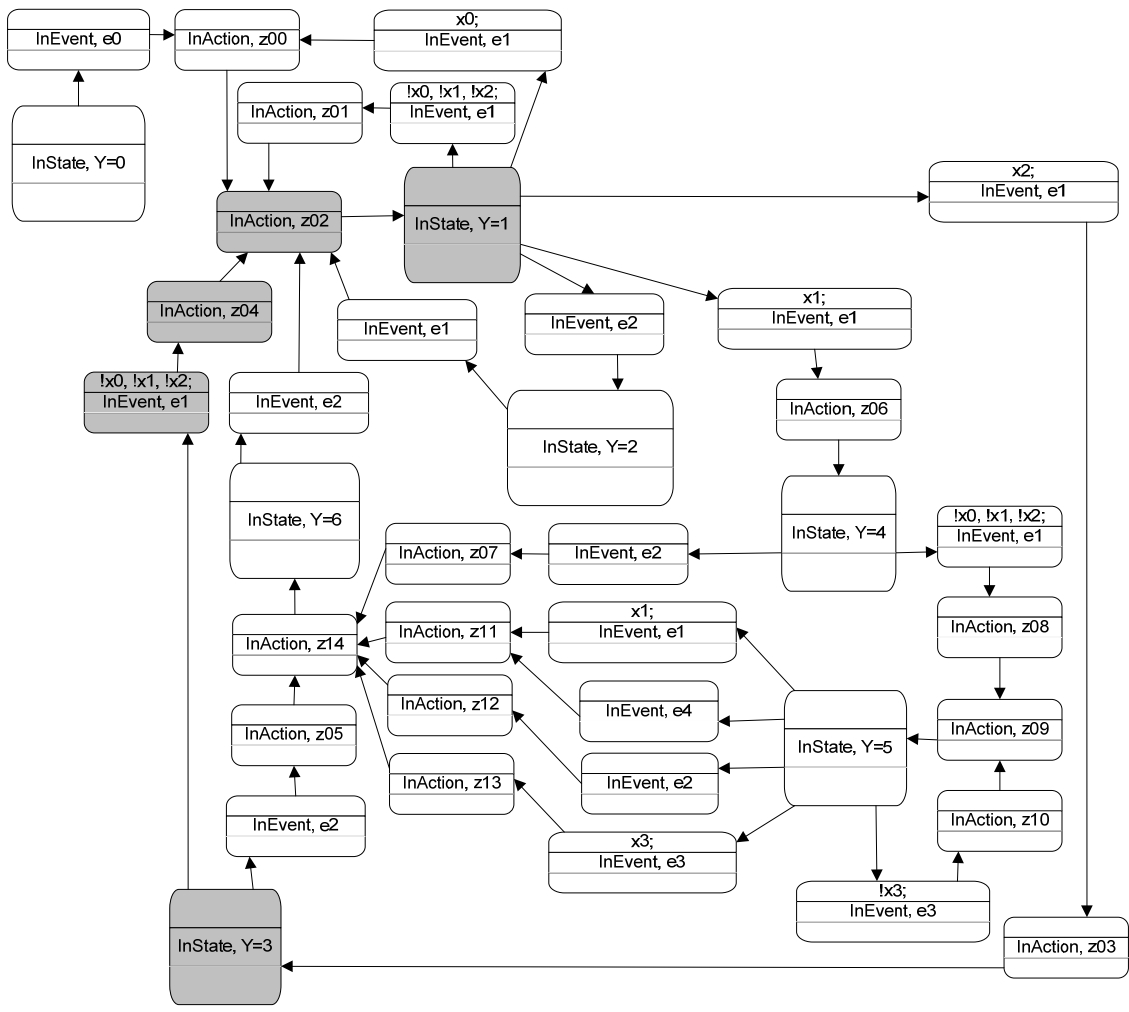 x0;
InEvent, e0
InAction, z00
InEvent, e1
!x0, !x1, !x2;
InAction, z01
InEvent, e1
InState, Y=0
x2;
InEvent, e1
InAction, z02
InState, Y=1
x1;
InEvent, e1
InAction, z04
InEvent, e1
InEvent, e2
!x0, !x1, !x2;
InEvent, e1
InEvent, e2
InAction, z06
InState, Y=2
InState, Y=6
InState, Y=4
!x0, !x1, !x2;
InEvent, e1
InAction, z07
InEvent, e2
x1;
InAction, z14
InAction, z11
InEvent, e1
InAction, z08
InAction, z12
InEvent, e4
InAction, z05
InState, Y=5
InAction, z09
InAction, z13
InEvent, e2
InEvent, e2
InAction, z10
x3;
InEvent, e3
!x3;
InEvent, e3
InState, Y=3
InAction, z03